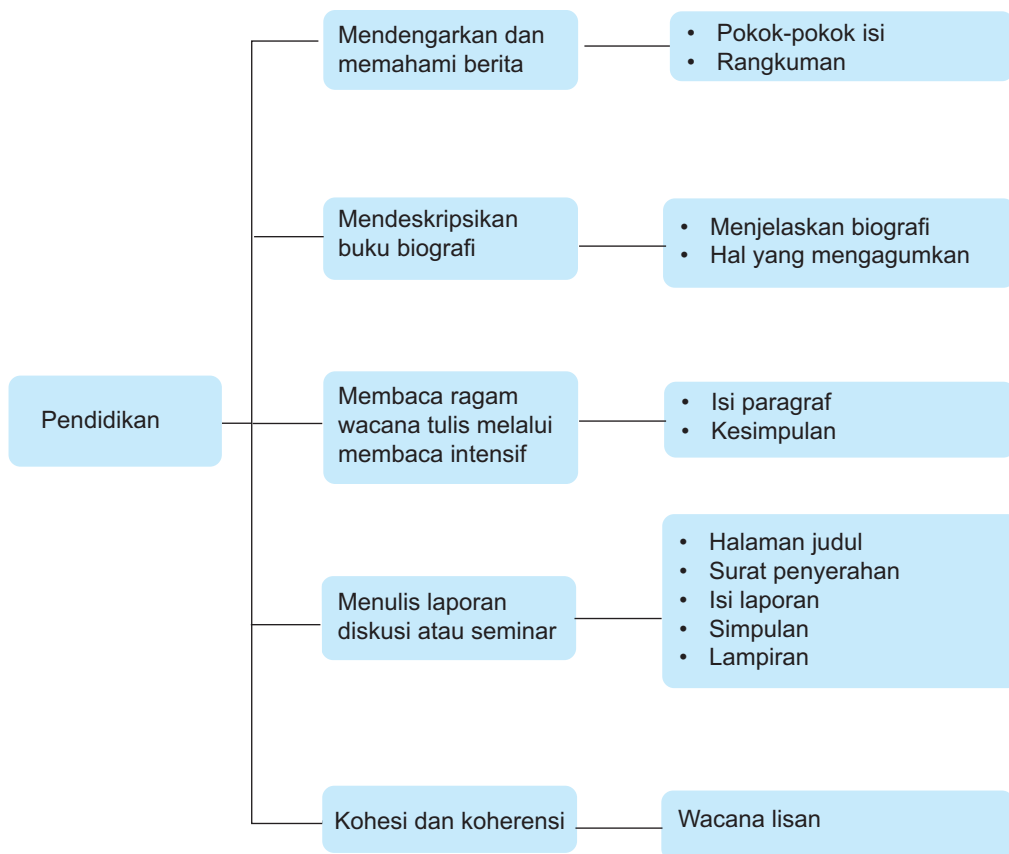 Mendengarkan dan
memahami berita
• Pokok-pokok isi
• Rangkuman
Mendeskripsikan
buku biografi
• Menjelaskan biografi
• Hal yang mengagumkan
Pendidikan
Membaca ragam
wacana tulis melalui
membaca intensif
• Isi paragraf
• Kesimpulan
Menulis laporan
diskusi atau seminar
• Halaman judul
• Surat penyerahan
• Isi laporan
• Simpulan
• Lampiran
Kohesi dan koherensi
Wacana lisan